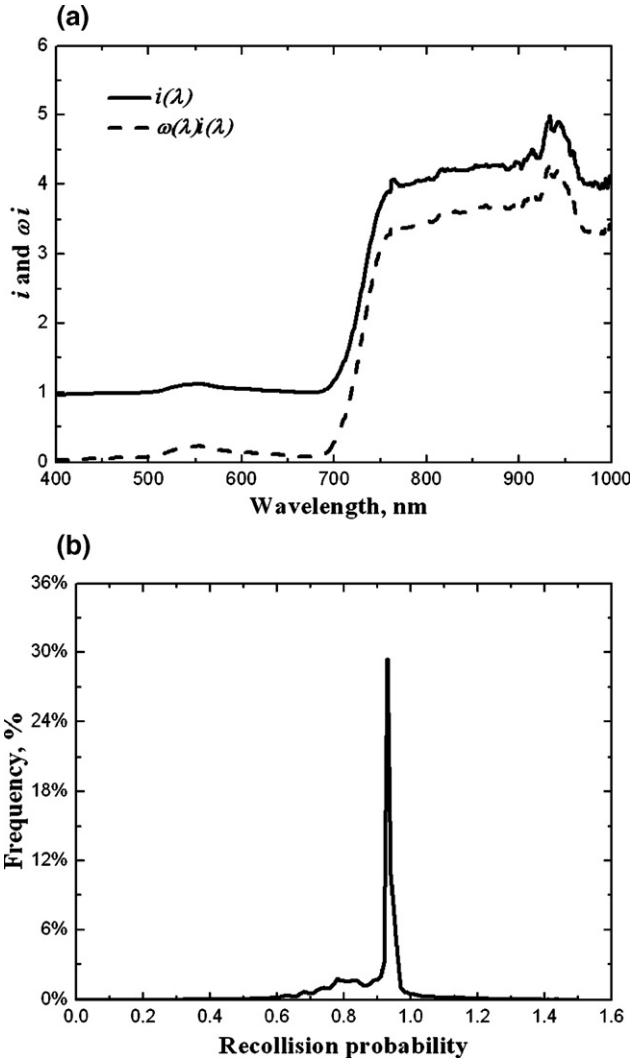 (a)
6
5
4
3
2
1
0
i(λ)
ω(λ)i(λ)
i and ω i
400 500 600 700 800 900 1000
Wavelength, nm
(b)
36%
30%
24%
18%
12%
6%
0%
Frequency, %
0.0 0.2 0.4 0.6 0.8 1.0 1.2 1.4 1.6
Recollision probability